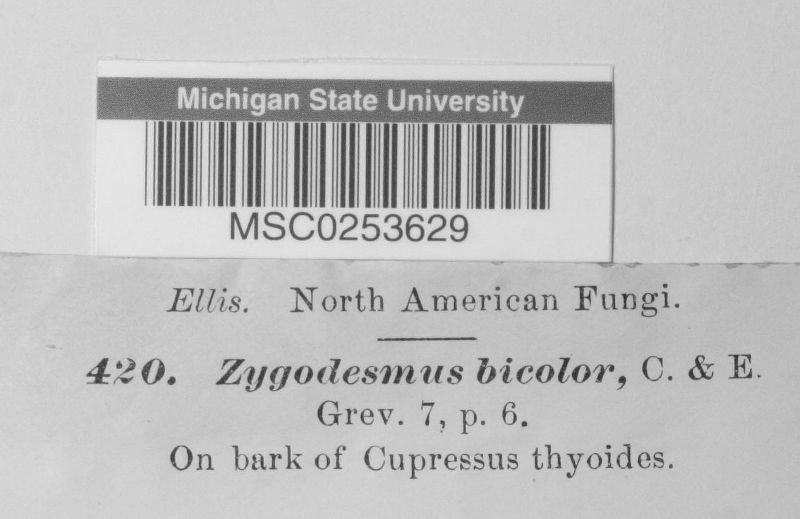 Michigan State University
MSC0253629
Ellis. North American Fungi.
420. Zygodesmus bicolor, C. & E.
Grev. 7, p. 6.
On bark of Cupressus thyoides.